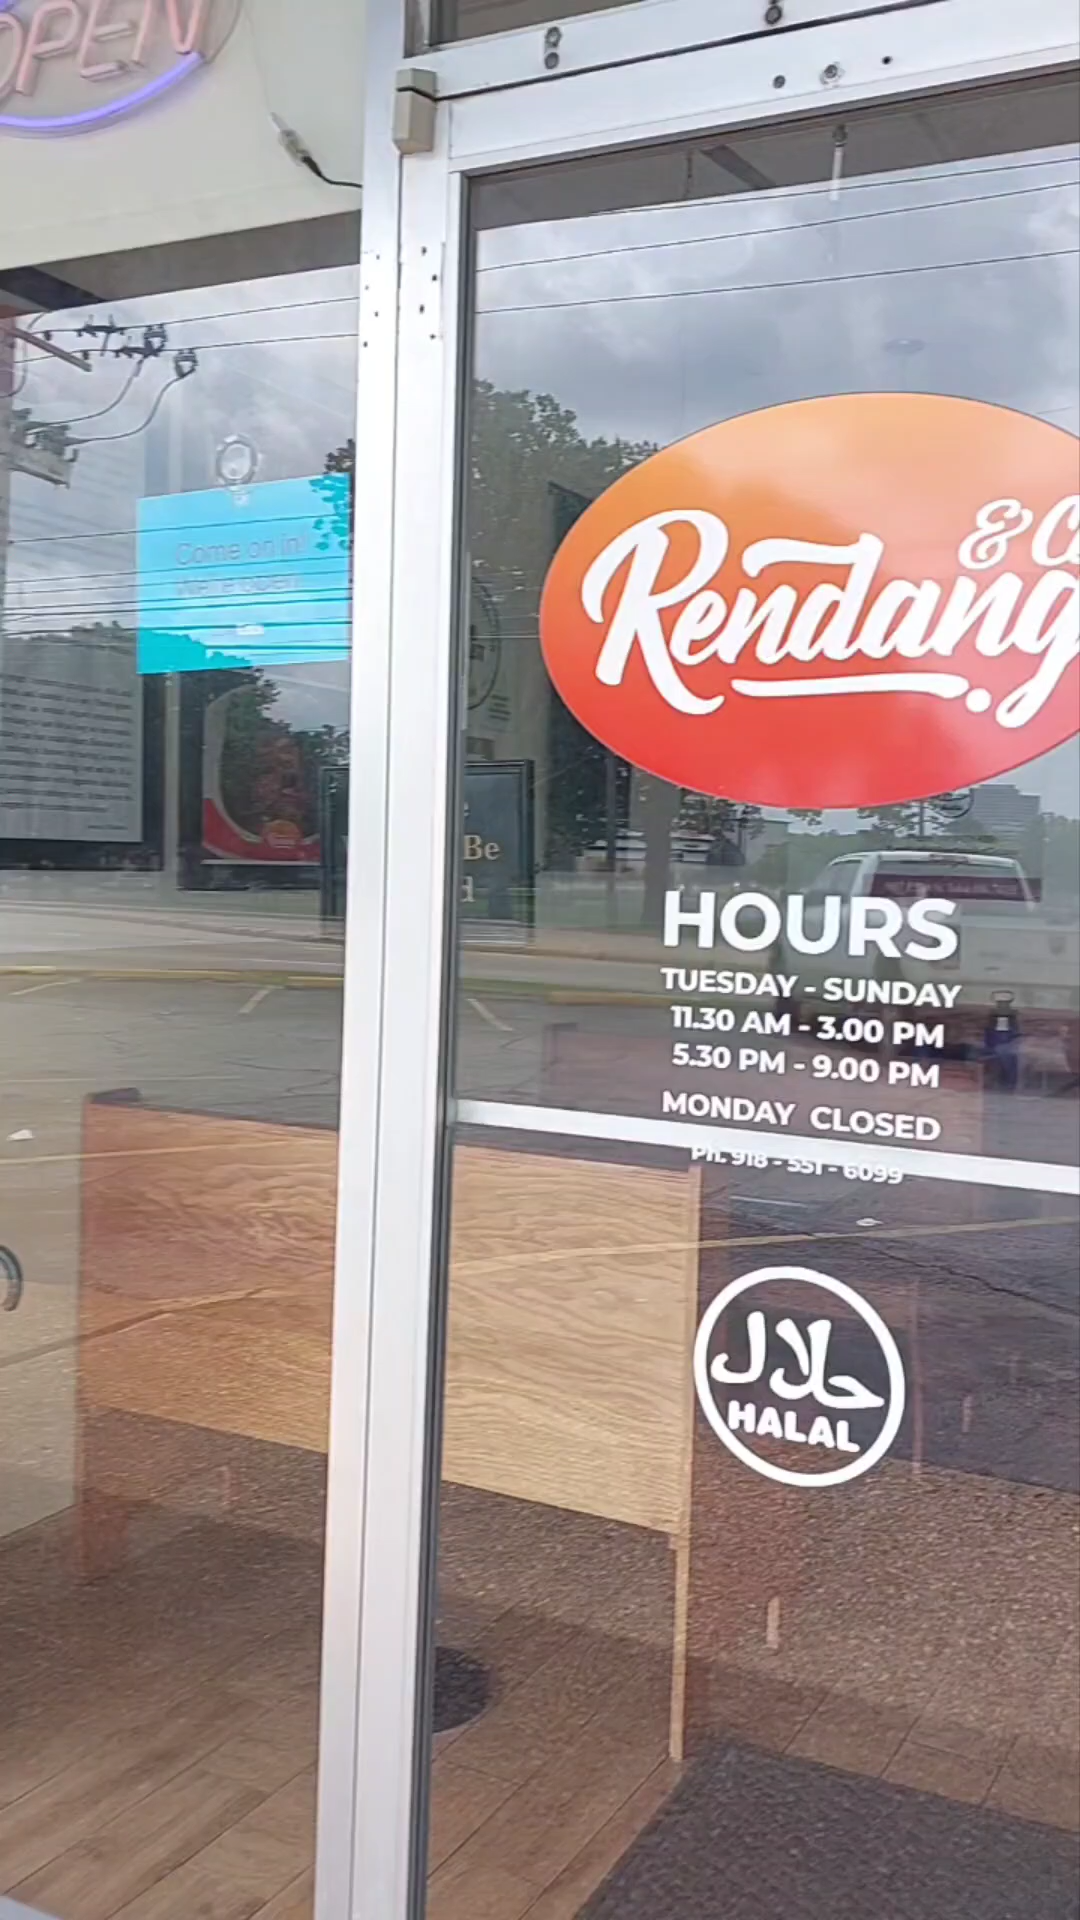 OPEN
Come on in!
We're open!
& C
Rendang
Be
HOURS
TUESDAY - SUNDAY
11.30 AM - 3.00 PM
5.30 PM - 9.00 PM
MONDAY CLOSED
Ph. 918 - 551 - 6099
حلال
HALAL